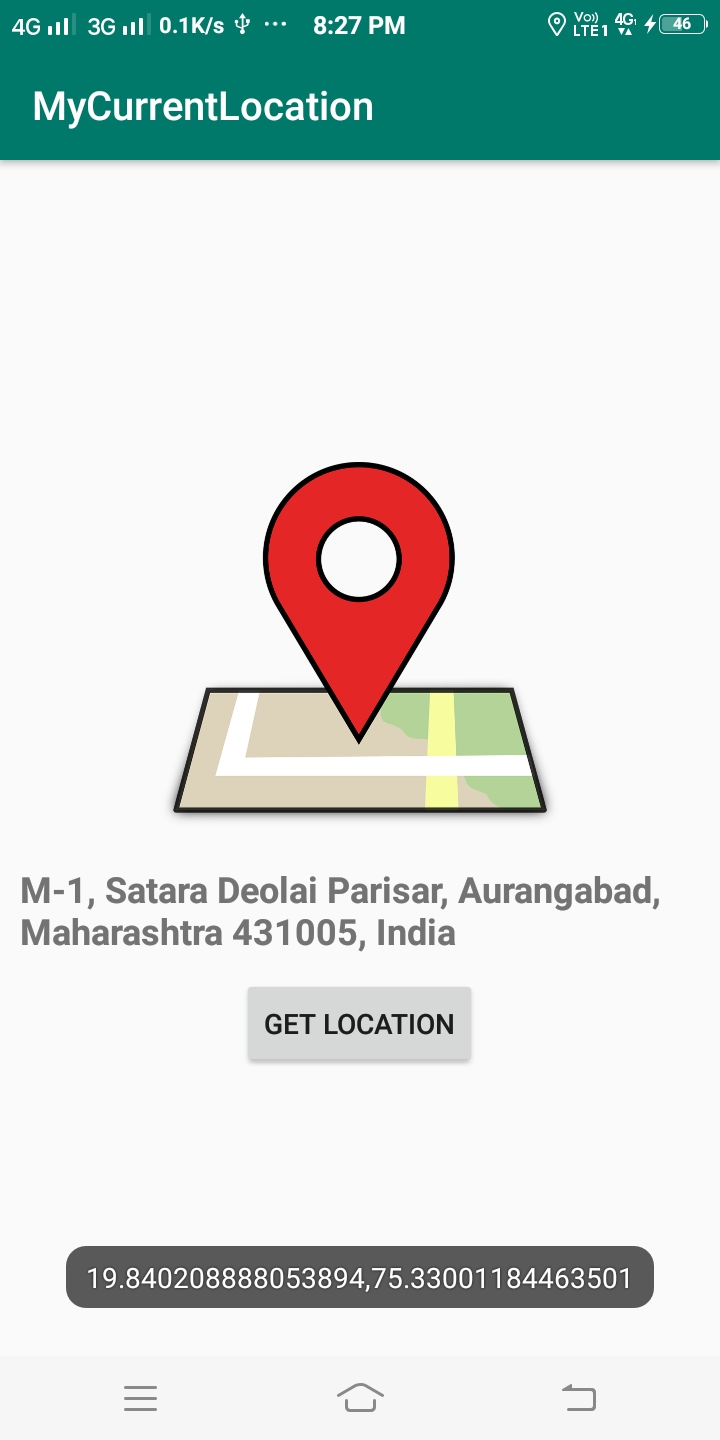 4G 3G 0.1K/s ... 8:27 PM Vo)) LTE1 4G 46
MyCurrentLocation
M-1, Satara Deolai Parisar, Aurangabad,
Maharashtra 431005, India
GET LOCATION
19.840208888053894,75.33001184463501